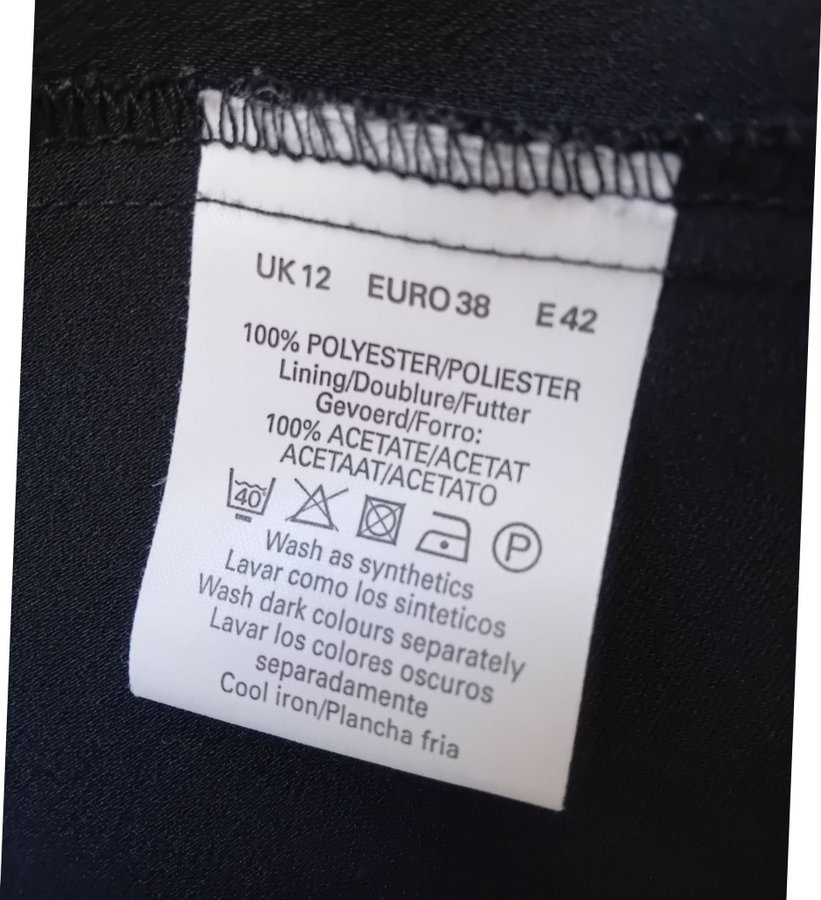 UK 12 EURO 38 E 42
100% POLYESTER/POLIESTER
Lining/Doublure/Futter
Gevoerd/Forro:
100% ACETATE/ACETAT
ACETAAT/ACETATO
40° P
Wash as synthetics
Lavar como los sinteticos
Wash dark colours separately
Lavar los colores oscuros
separadamente
Cool iron/Plancha fria